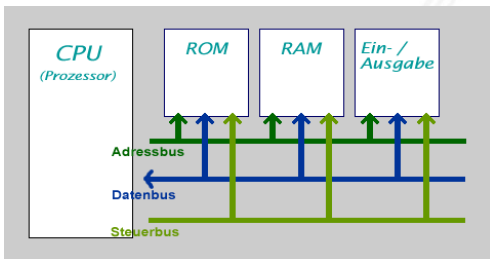 CPU
(Prozessor)
ROM
RAM
Ein- /
Ausgabe
Adressbus
Datenbus
Steuerbus